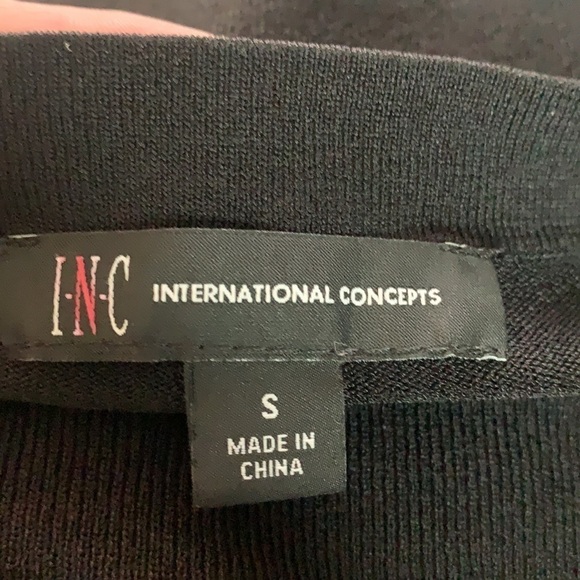 I·N·C INTERNATIONAL CONCEPTS
S
MADE IN
CHINA